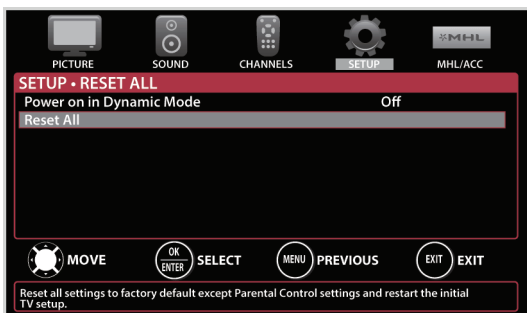 PICTURE SOUND CHANNELS SETUP MHL MHL/ACC
SETUP • RESET ALL
Power on in Dynamic Mode Off
Reset All
MOVE OK ENTER SELECT MENU PREVIOUS EXIT EXIT
Reset all settings to factory default except Parental Control settings and restart the initial
TV setup.